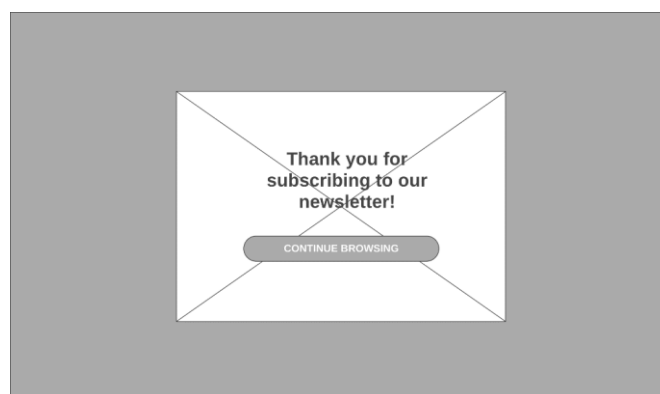 Thank you for
subscribing to our
newsletter!
CONTINUE BROWSING